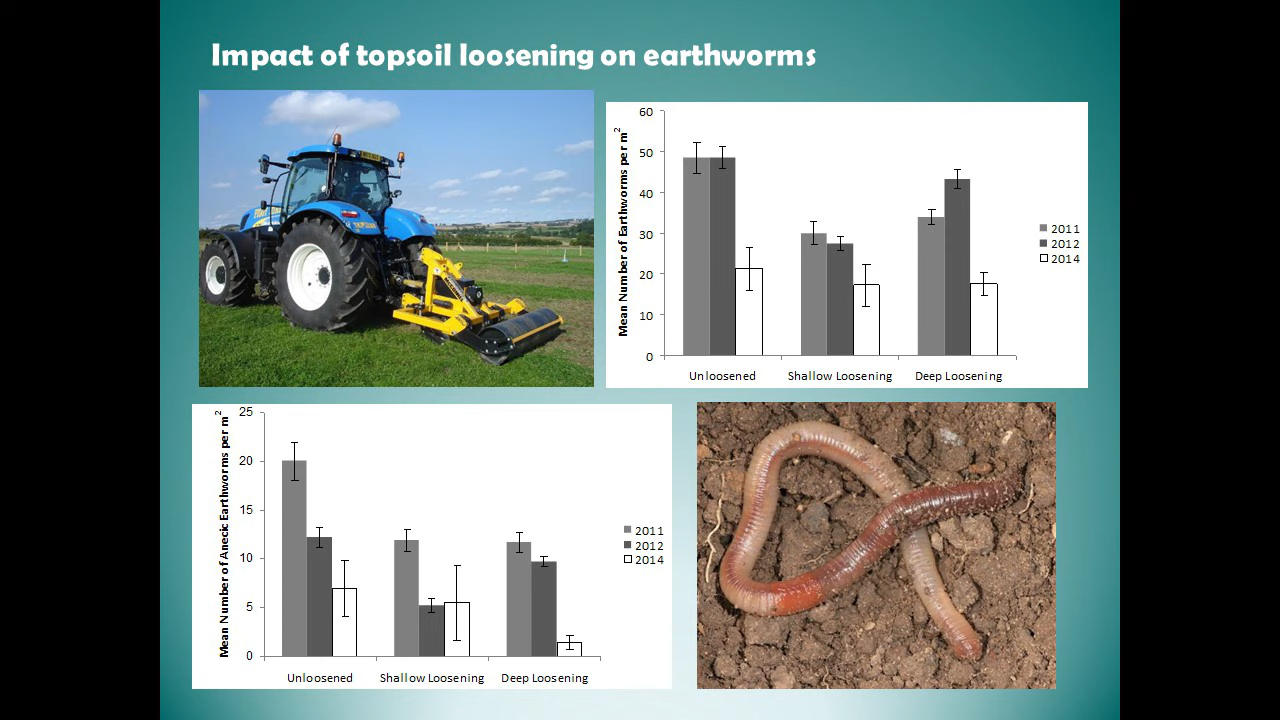 Impact of topsoil loosening on earthworms
Mean Number of Earthworms per m²
60
50
40
30
20
10
0
Unloosened
Shallow Loosening
Deep Loosening
2011
2012
2014
Mean Number of Anecic Earthworms per m²
25
20
15
10
5
0
Unloosened
Shallow Loosening
Deep Loosening
2011
2012
2014